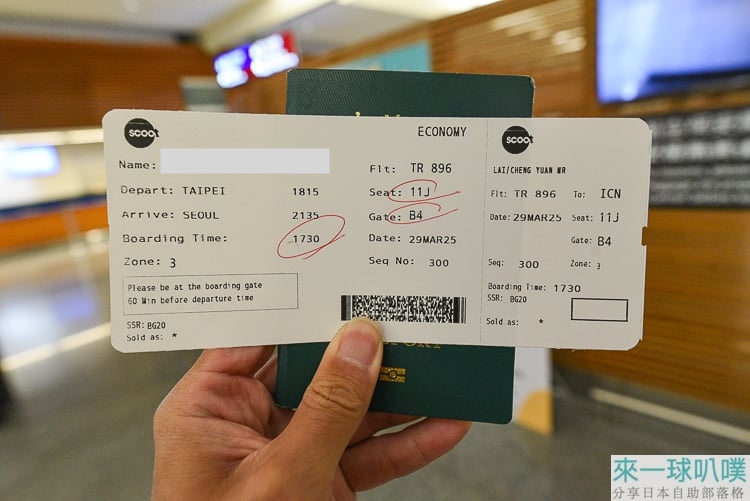 scoot
ECONOMY
Name:
Flt: TR 896
Depart: TAIPEI 1815
Seat: 11J
Arrive: SEOUL 2135
Gate: B4
Boarding Time: 1730
Date: 29MAR25
Zone: 3
Seq No: 300
Please be at the boarding gate
60 Min before departure time
SSR: BG20
Sold as: *
scoot
LAI/CHENG YUAN MR
Flt: TR 896 To: ICN
Date: 29MAR25 Seat: 11J
Gate: B4
Seq: 300 Zone: 3
Boarding Time: 1730
SSR: BG20
Sold as: *
來一球叭噗
分享日本自助部落格